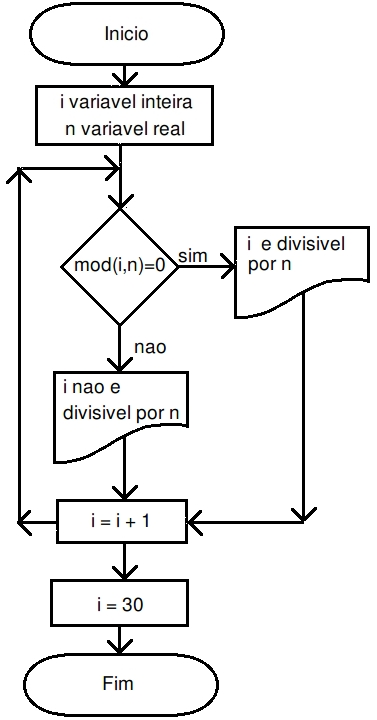 Inicio
i variavel inteira
n variavel real
mod(i,n)=0
sim
i e divisivel
por n
nao
i nao e
divisivel por n
i = i + 1
i = 30
Fim